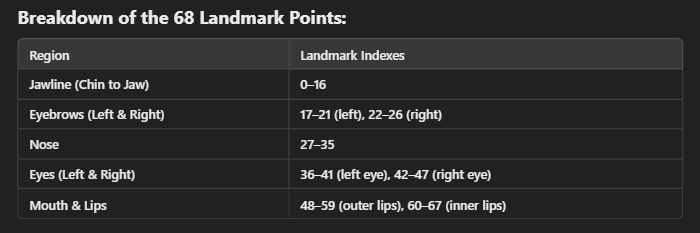 Breakdown of the 68 Landmark Points:
Region Landmark Indexes
Jawline (Chin to Jaw) 0–16
Eyebrows (Left & Right) 17–21 (left), 22–26 (right)
Nose 27–35
Eyes (Left & Right) 36–41 (left eye), 42–47 (right eye)
Mouth & Lips 48–59 (outer lips), 60–67 (inner lips)